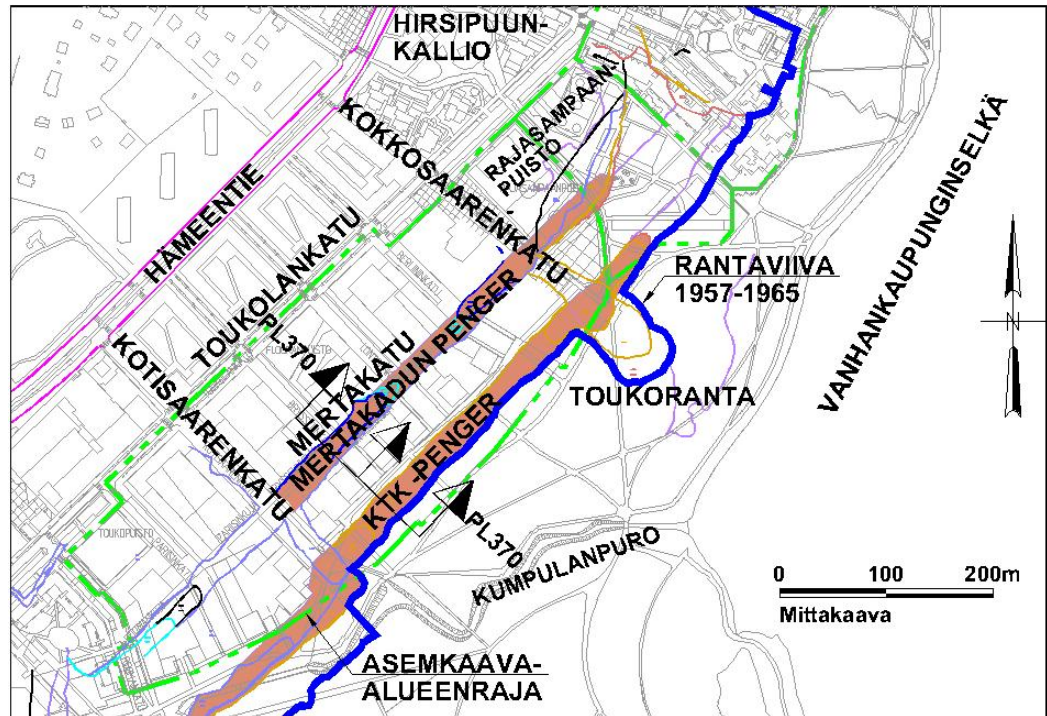 HIRSIPUUN-
KALLIO
KOKKOSAARENKATU
RAJASAMPAAN-
PUISTO
HÄMEENTIE
TOUKOLANKATU
VANHANKAUPUNGINSELKÄ
RANTAVIIVA
1957-1965
N
PL370
KOTISAARENKATU
MERTAKATU
MERTAKADUN PENGER
TOUKORANTA
KTK -PENGER
PL370
KUMPULANPURO
TOUKOPUISTO
0 100 200m
Mittakaava
ASEMKAAVA-
ALUEENRAJA